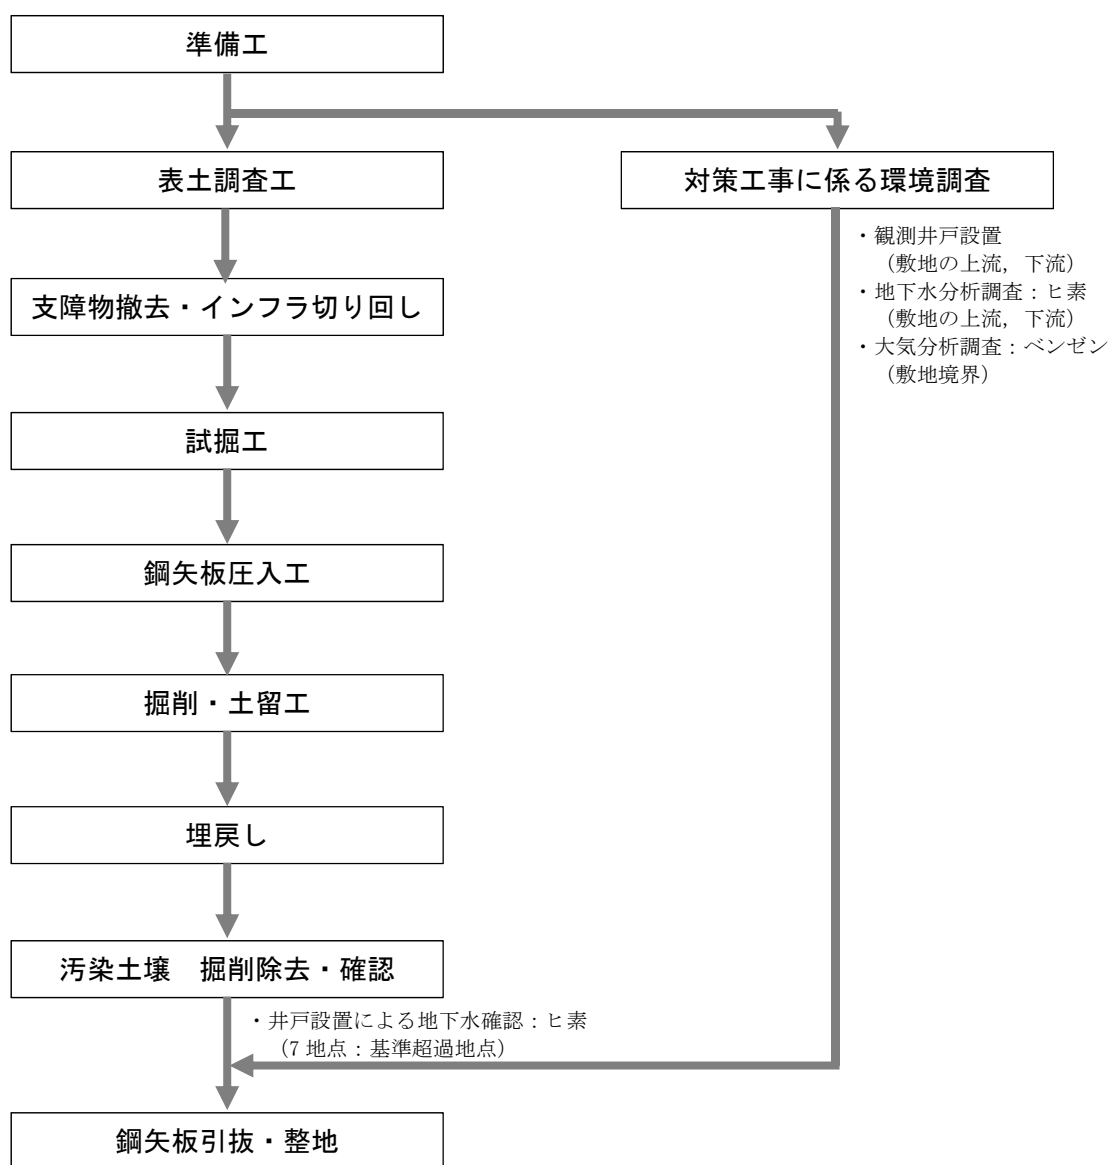 準備工
表土調査工
対策工事に係る環境調査
・観測井戸設置
（敷地の上流，下流）
・地下水分析調査：ヒ素
（敷地の上流，下流）
・大気分析調査：ベンゼン
（敷地境界）
支障物撤去・インフラ切り回し
試掘工
鋼矢板圧入工
掘削・土留工
埋戻し
汚染土壌　掘削除去・確認
・井戸設置による地下水確認：ヒ素
（7 地点：基準超過地点）
鋼矢板引抜・整地